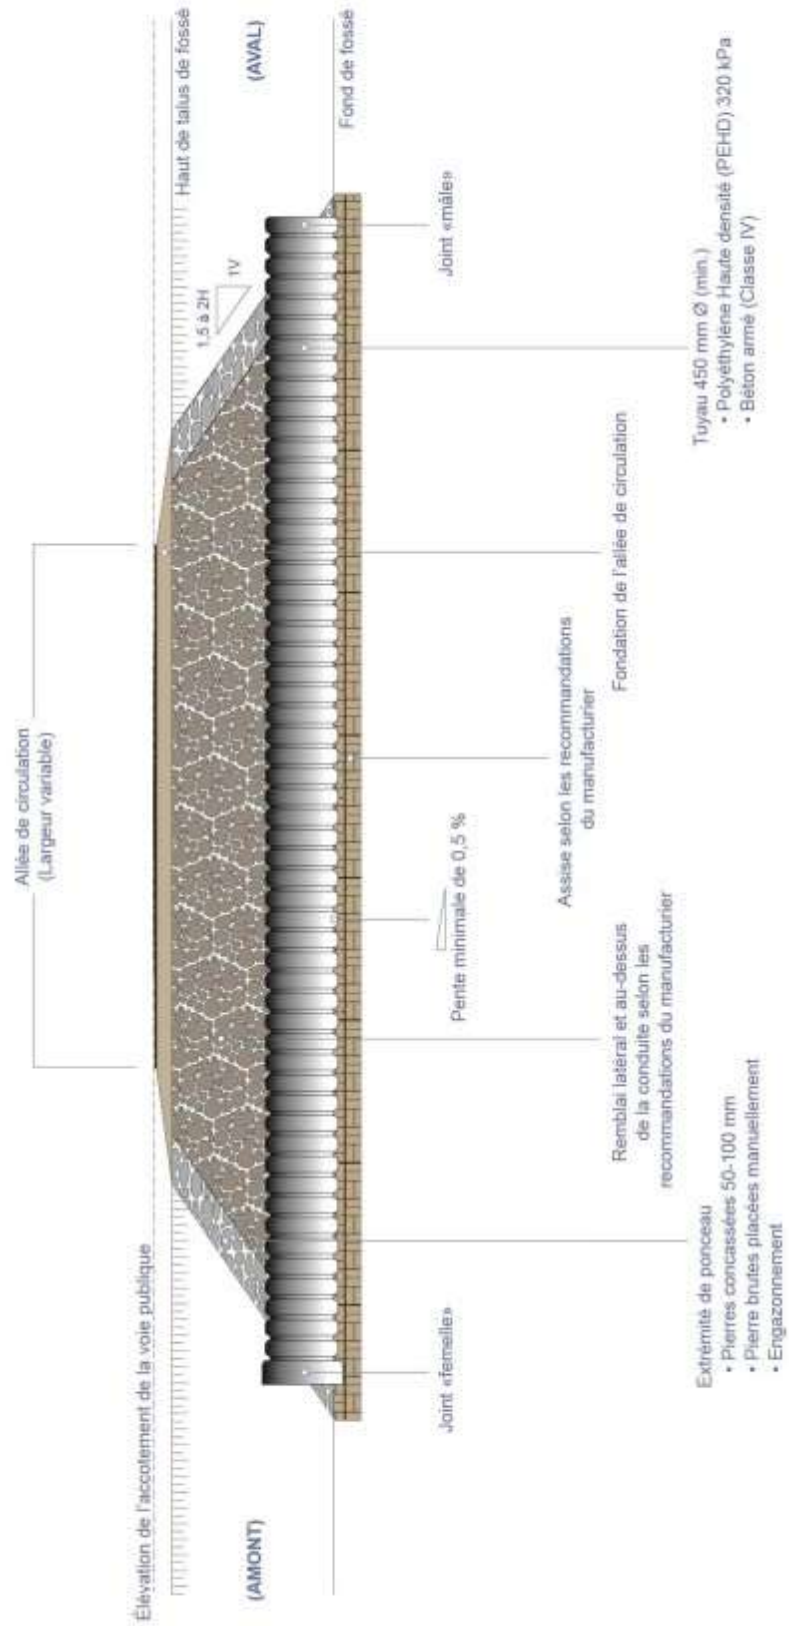 Allée de circulation
(Largeur variable)
Élévation de l'accotement de la voie publique
Haut de talus de fossé
(AMONT)
(AVAL)
1,5 à 2H
1V
Fond de fossé
Joint «femelle»
Pente minimale de 0,5 %
Joint «mâle»
Assise selon les recommandations
du manufacturier
Remblai latéral et au-dessus
de la conduite selon les
recommandations du manufacturier
Fondation de l'allée de circulation
Extrémité de ponceau
• Pierres concassées 50-100 mm
• Pierre brutes placées manuellement
• Engazonnement
Tuyau 450 mm Ø (min.)
• Polyéthylène Haute densité (PEHD) 320 kPa
• Béton armé (Classe IV)